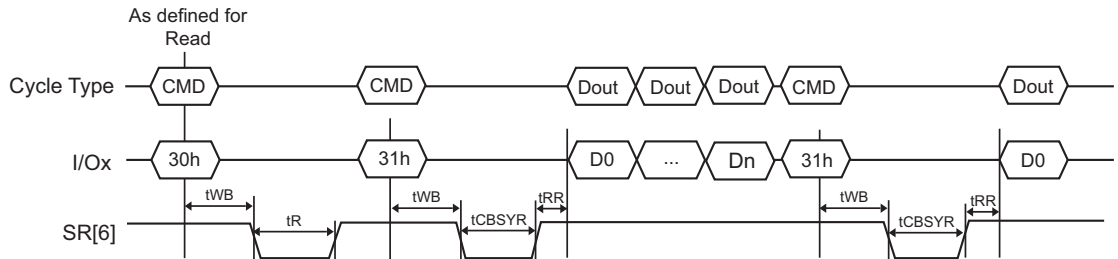 As defined for
Read
Cycle Type CMD CMD Dout Dout Dout CMD Dout
I/Ox 30h 31h D0 ... Dn 31h D0
tWB tWB tRR tWB tRR
tR tCBSYR tCBSYR
SR[6]